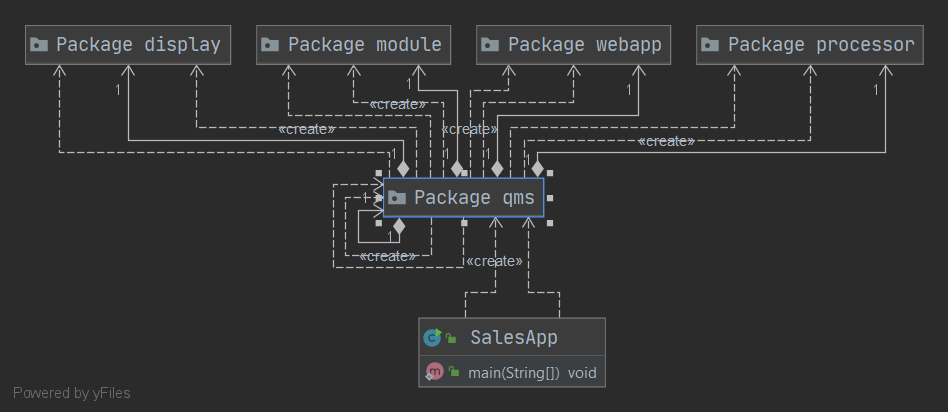 Package display
Package module
Package webapp
Package processor
1
1
1
1
«create»
«create»
«create»
«create»
1
1
1
1
Package qms
1
1
«create»
«create»
SalesApp
main(String[]) void
Powered by yFiles